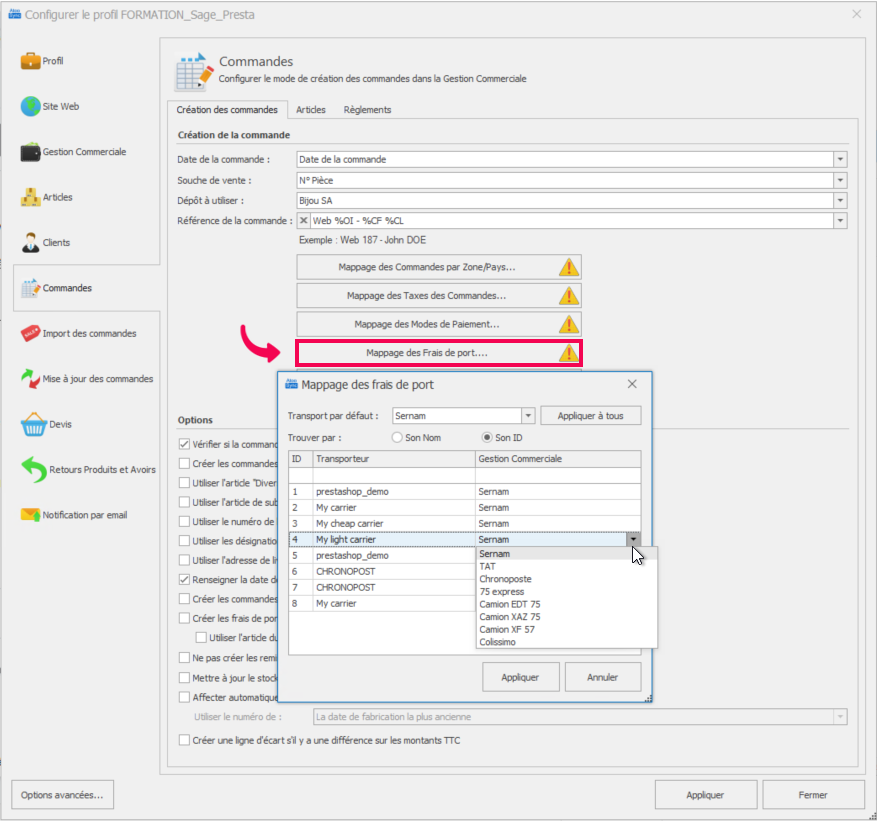 Configurer le profil FORMATION_Sage_Presta
Profil
Site Web
Gestion Commerciale
Articles
Clients
Commandes
Import des commandes
Mise à jour des commandes
Devis
Retours Produits et Avoirs
Notification par email
Commandes
Configurer le mode de création des commandes dans la Gestion Commerciale
Création des commandes Articles Règlements
Création de la commande
Date de la commande : Date de la commande
Souche de vente : N° Pièce
Dépôt à utiliser : Bijou SA
Référence de la commande : Web %OI - %CF %CL
Exemple : Web 187 - John DOE
Mappage des Commandes par Zone/Pays...
Mappage des Taxes des Commandes...
Mappage des Modes de Paiement...
Mappage des Frais de port....
Options
Vérifier si la command
Créer les commandes
Utiliser l'article "Diver
Utiliser l'article de sub
Utiliser le numéro de
Utiliser les désignatio
Utiliser l'adresse de li
Renseigner la date d
Créer les commandes
Créer les frais de por
Utiliser l'article du
Ne pas créer les remi
Mettre à jour le stock
Affecter automatique
Utiliser le numéro de : La date de fabrication la plus ancienne
Créer une ligne d'écart s'il y a une différence sur les montants TTC
Mappage des frais de port
Transport par défaut : Sernam Appliquer à tous
Trouver par : Son Nom Son ID
ID Transporteur Gestion Commerciale
1 prestashop_demo Sernam
2 My carrier Sernam
3 My cheap carrier Sernam
4 My light carrier Sernam
5 prestashop_demo
6 CHRONOPOST
7 CHRONOPOST
8 My carrier
Sernam
TAT
Chronoposte
75 express
Camion EDT 75
Camion XAZ 75
Camion XF 57
Colissimo
Appliquer Annuler
Options avancées... Appliquer Fermer